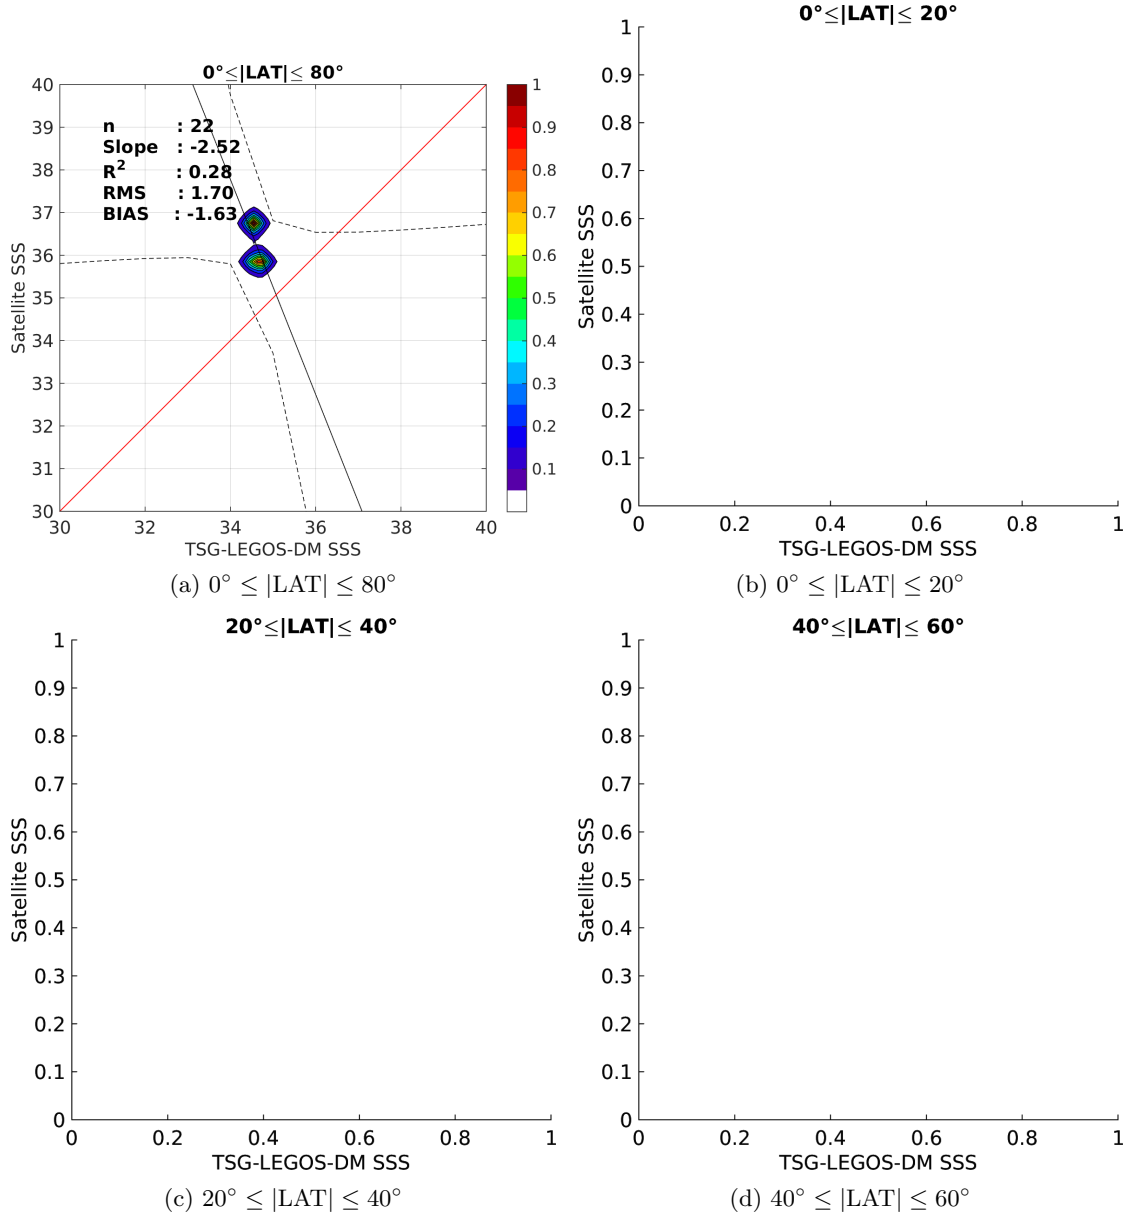 0°≤|LAT|≤ 80°
40
39
38
37
36
35
34
33
32
31
30
n : 22
Slope : -2.52
R2 : 0.28
RMS : 1.70
BIAS : -1.63
Satellite SSS
30 32 34 36 38 40
TSG-LEGOS-DM SSS
1
0.9
0.8
0.7
0.6
0.5
0.4
0.3
0.2
0.1
(a) 0° ≤ |LAT| ≤ 80°
0°≤|LAT|≤ 20°
1
0.9
0.8
0.7
0.6
0.5
0.4
0.3
0.2
0.1
0
Satellite SSS
0 0.2 0.4 0.6 0.8 1
TSG-LEGOS-DM SSS
(b) 0° ≤ |LAT| ≤ 20°
20°≤|LAT|≤ 40°
1
0.9
0.8
0.7
0.6
0.5
0.4
0.3
0.2
0.1
0
Satellite SSS
0 0.2 0.4 0.6 0.8 1
TSG-LEGOS-DM SSS
(c) 20° ≤ |LAT| ≤ 40°
40°≤|LAT|≤ 60°
1
0.9
0.8
0.7
0.6
0.5
0.4
0.3
0.2
0.1
0
Satellite SSS
0 0.2 0.4 0.6 0.8 1
TSG-LEGOS-DM SSS
(d) 40° ≤ |LAT| ≤ 60°